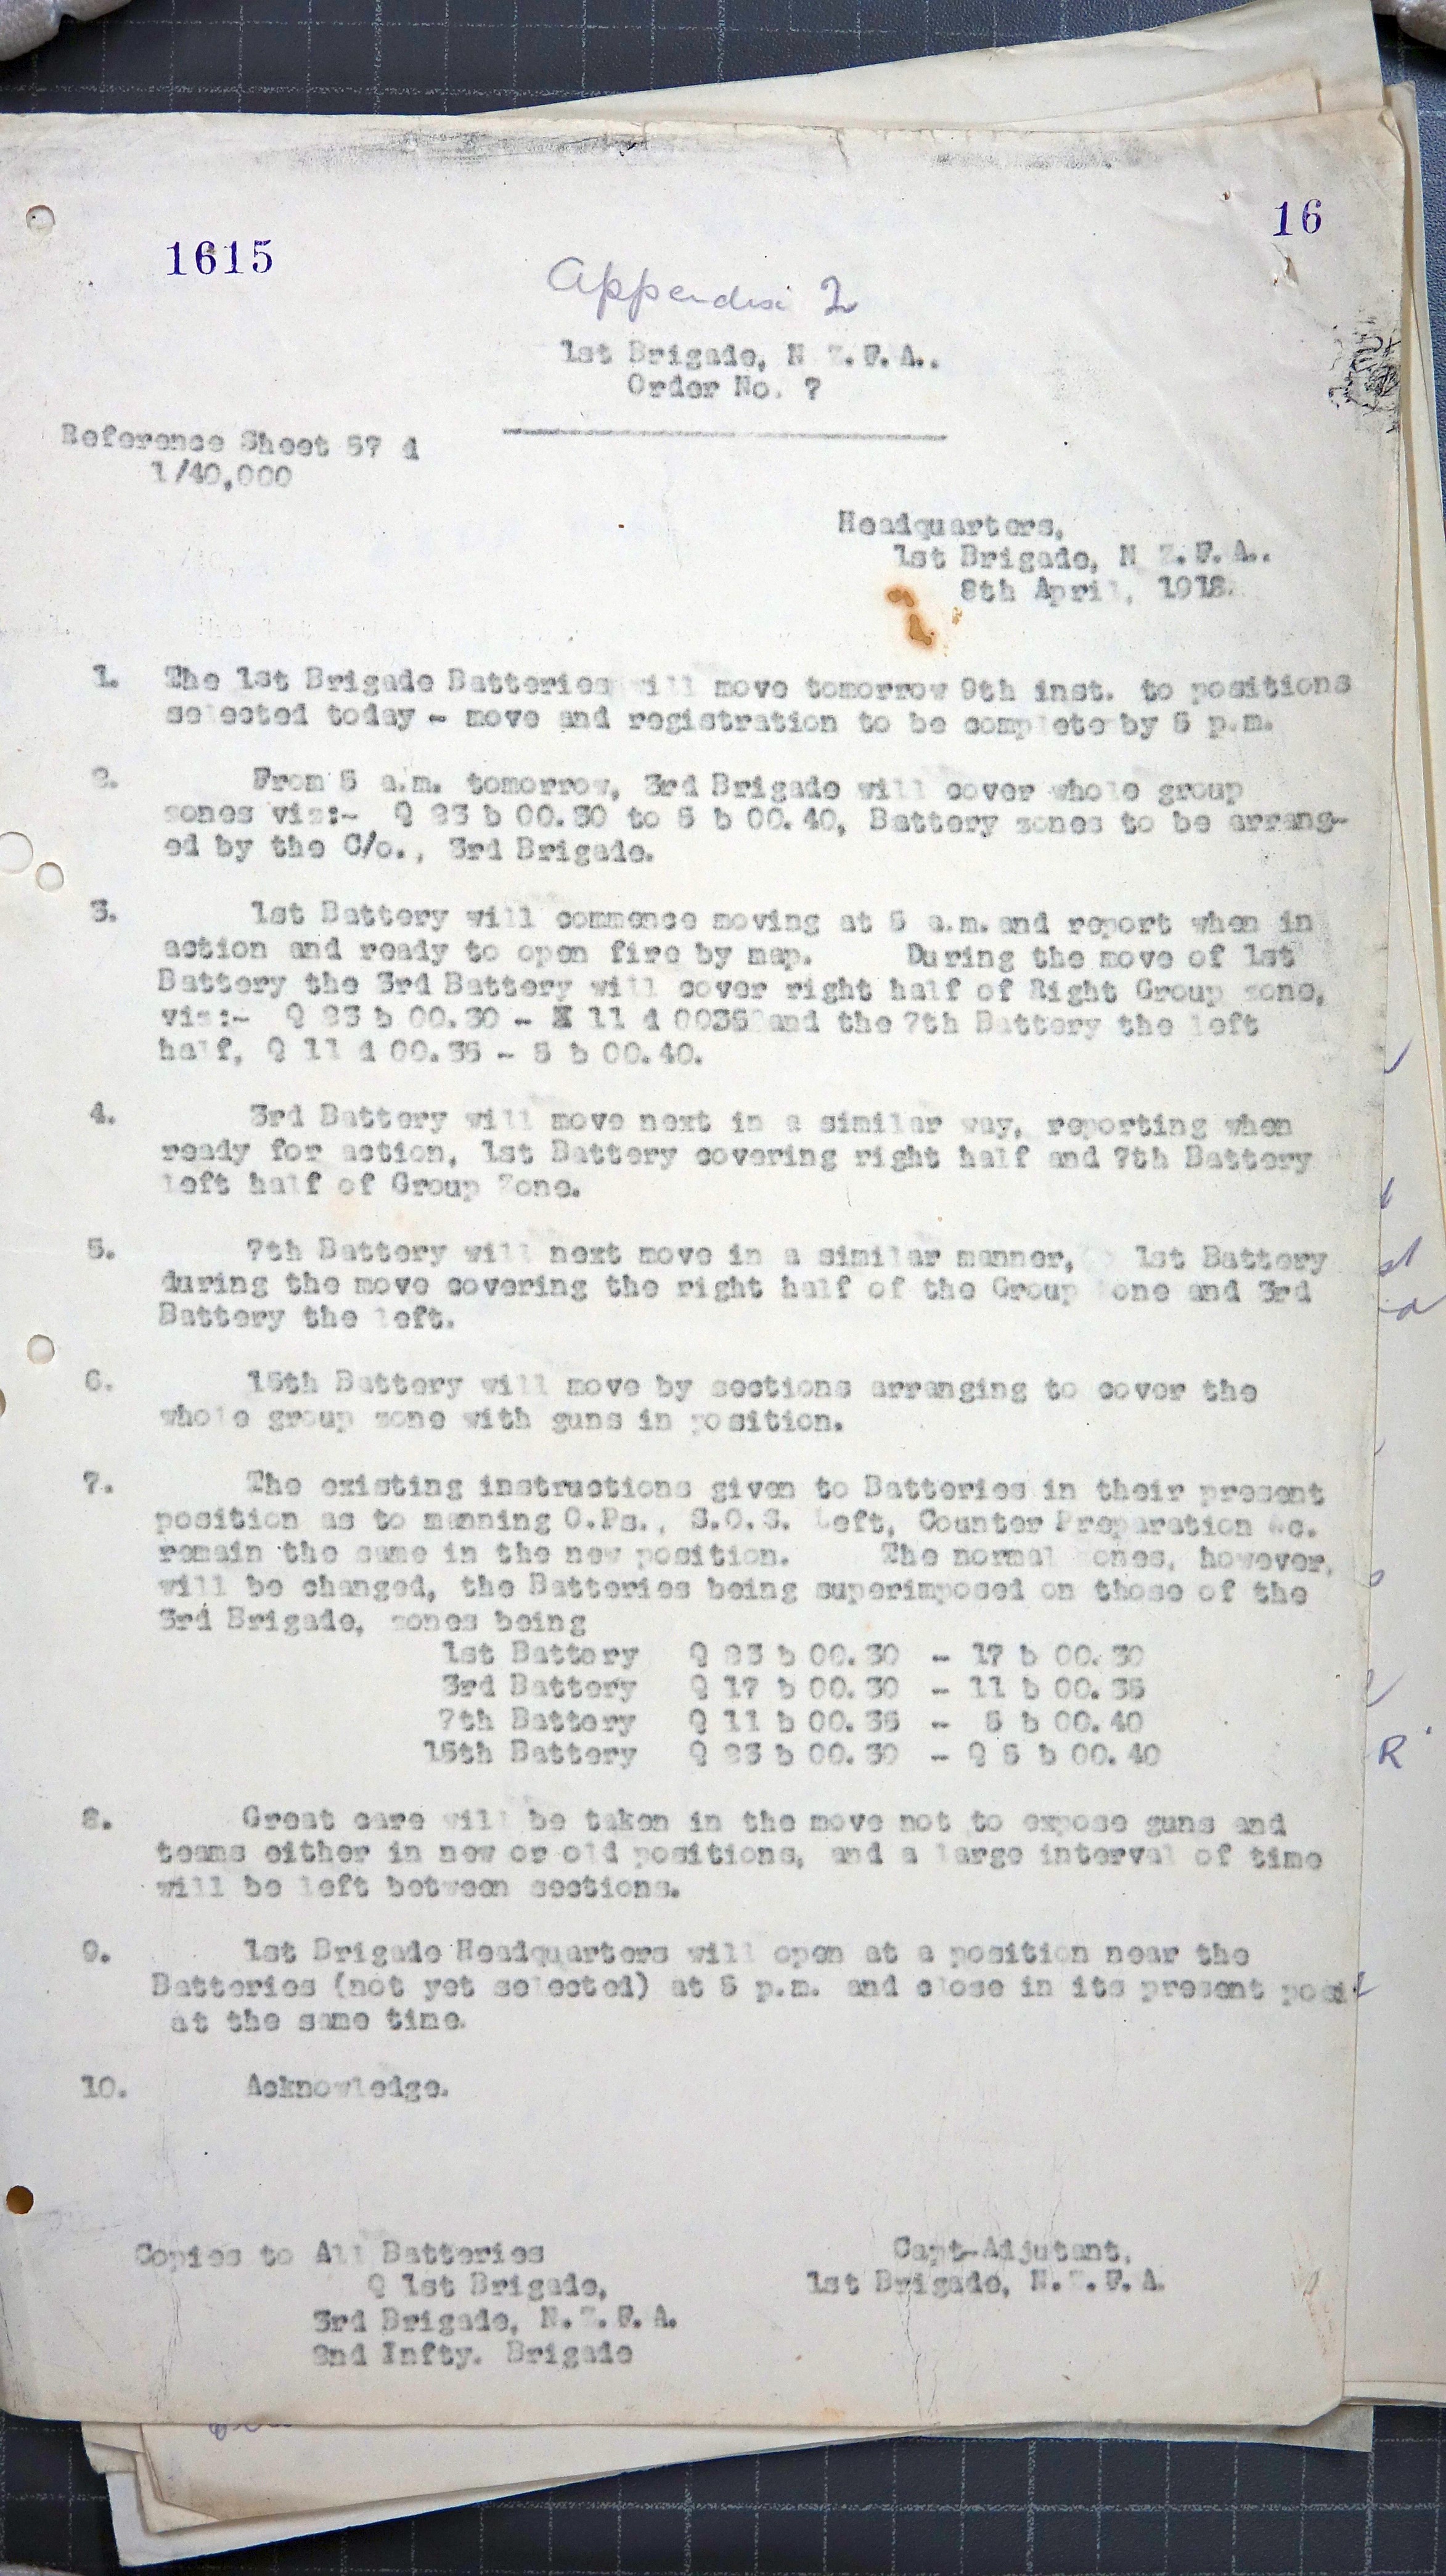 1615
16
Appendix 2
1st Brigade, N Z.F.A..
Order No. 7
Reference Sheet 57 d
1/40,000
Headquarters,
1st Brigade, N Z.F.A..
8th April, 1918.
1. The 1st Brigade Batteries will move tomorrow 9th inst. to positions
selected today - move and registration to be complete by 5 p.m.
2. From 5 a.m. tomorrow, 3rd Brigade will cover whole group
zones viz:- Q 23 b 00.30 to 5 b 00.40, Battery zones to be arrang-
ed by the C/o., 3rd Brigade.
3. 1st Battery will commence moving at 5 a.m. and report when in
action and ready to open fire by map. During the move of 1st
Battery the 3rd Battery will cover right half of Right Group zone,
viz:- Q 23 b 00.30 - 11 d 0035 and the 7th Battery the left
half, Q 11 d 00.35 - 5 b 00.40.
4. 3rd Battery will move next in a similar way, reporting when
ready for action, 1st Battery covering right half and 7th Battery
left half of Group Zone.
5. 7th Battery will next move in a similar manner, 1st Battery
during the move covering the right half of the Group Zone and 3rd
Battery the left.
6. 15th Battery will move by sections arranging to cover the
whole group zone with guns in position.
7. The existing instructions given to Batteries in their present
position as to manning O.Ps., S.O.S. Left, Counter Preparation &c.
remain the same in the new position. The normal zones, however,
will be changed, the Batteries being superimposed on those of the
3rd Brigade, zones being
1st Battery Q 23 b 00.30 - 17 b 00.30
3rd Battery Q 17 b 00.30 - 11 b 00.35
7th Battery Q 11 b 00.35 - 5 b 00.40
15th Battery Q 23 b 00.30 - Q 5 b 00.40
8. Great care will be taken in the move not to expose guns and
teams either in new or old positions, and a large interval of time
will be left between sections.
9. 1st Brigade Headquarters will open at a position near the
Batteries (not yet selected) at 5 p.m. and close in its present posi
at the same time.
10. Acknowledge.
Copies to All Batteries
Q 1st Brigade,
3rd Brigade, N.Z.F.A.
2nd Infty. Brigade
Capt-Adjutant,
1st Brigade, N.Z.F.A.
R